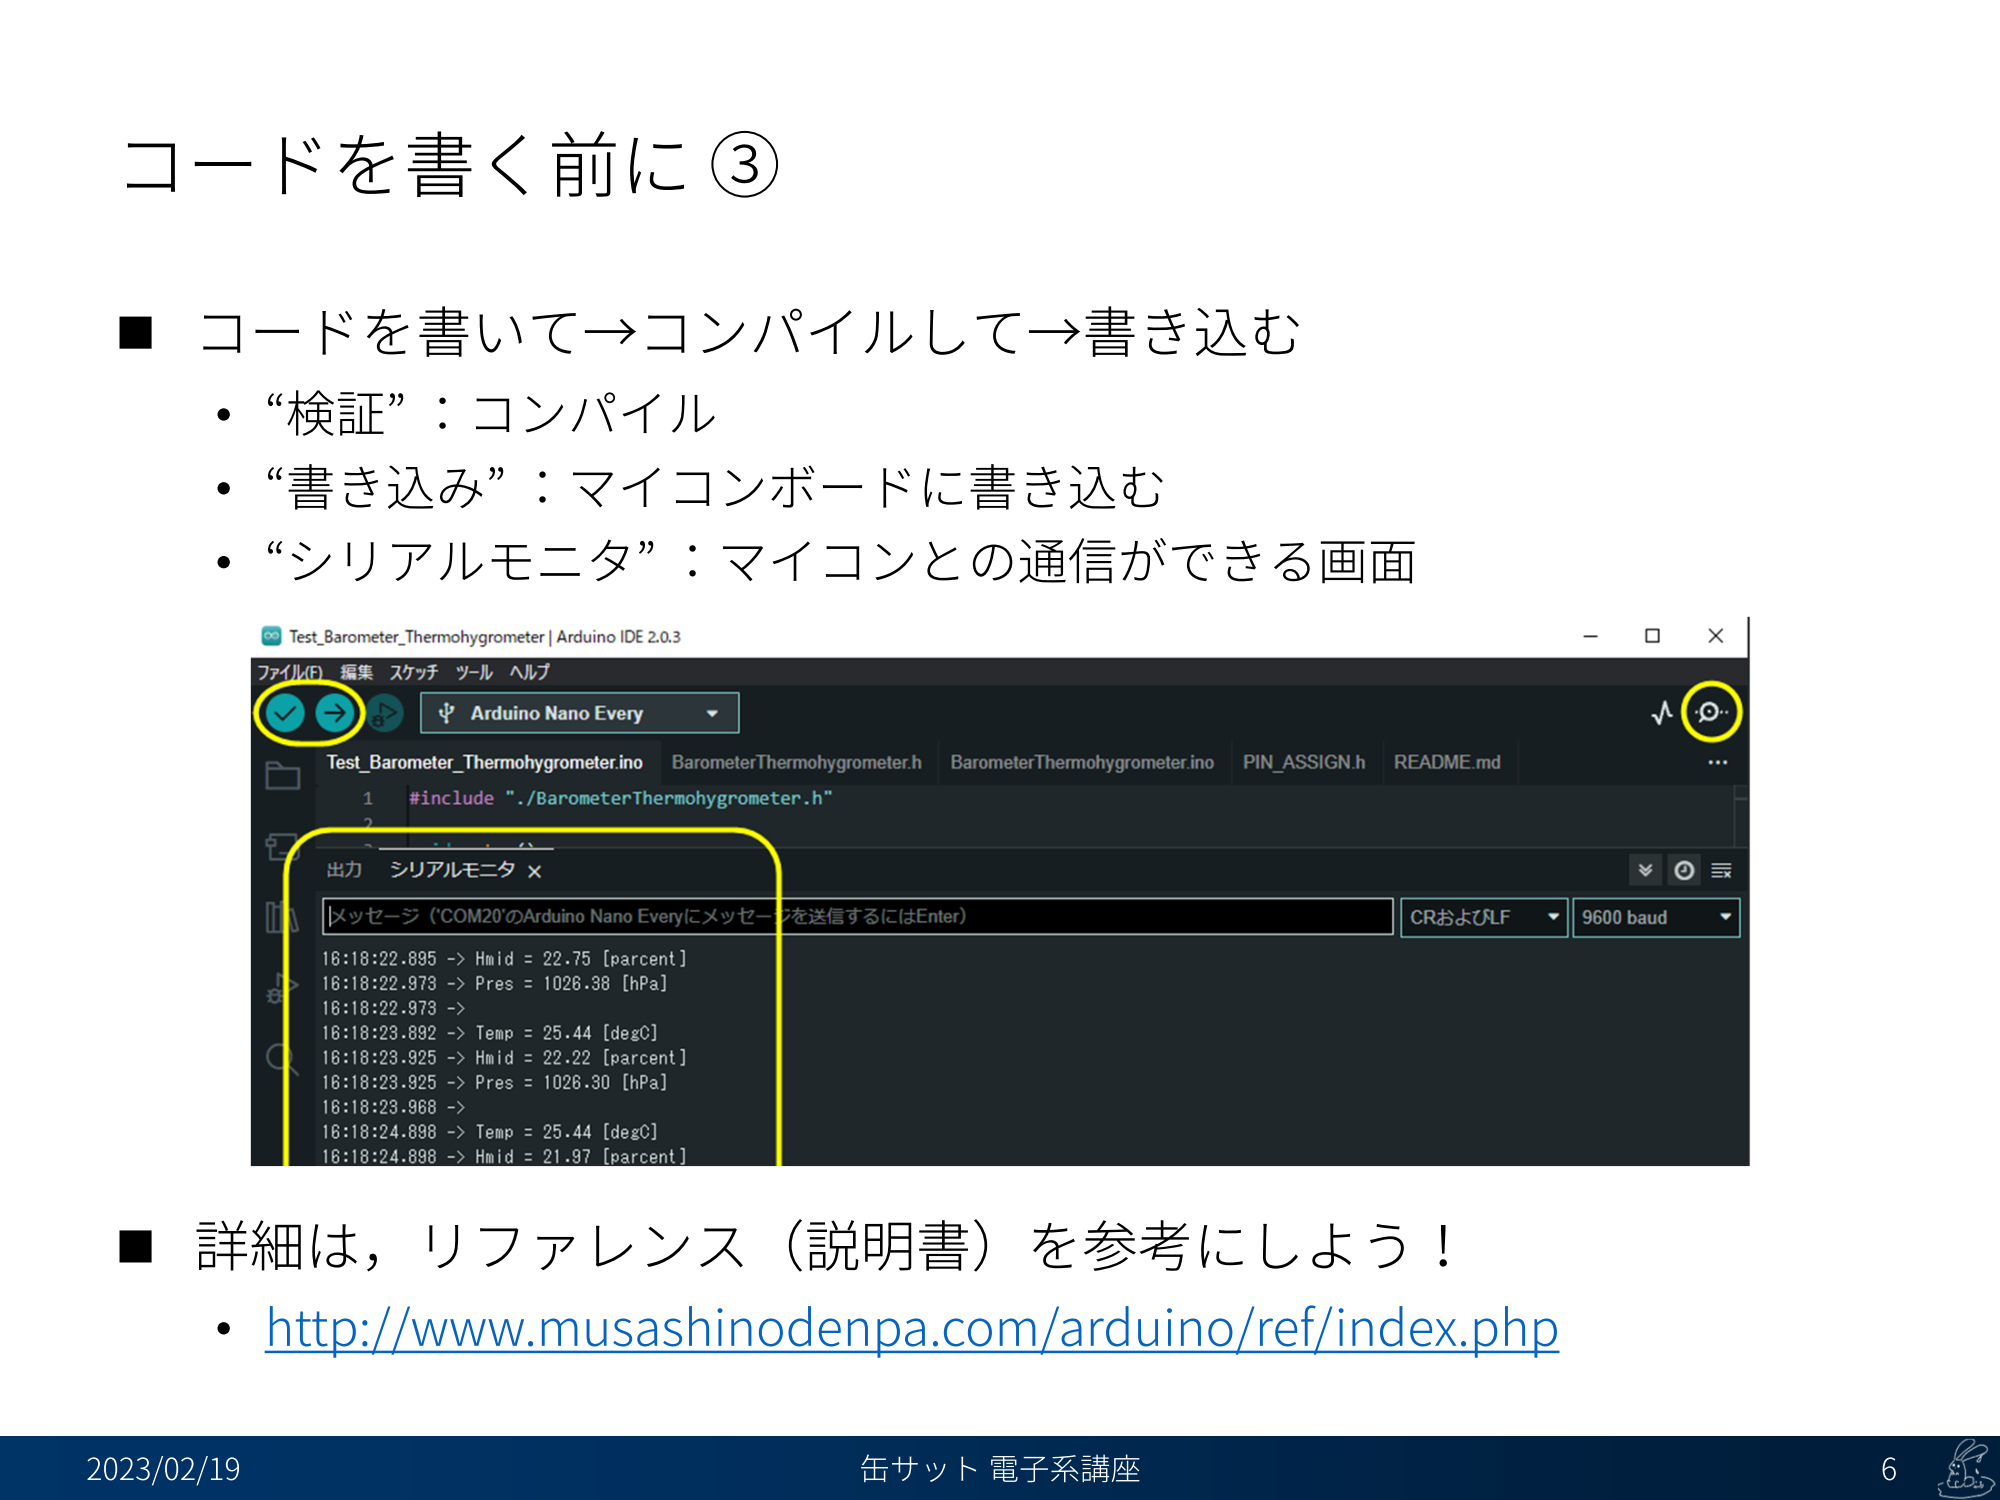 コードを書く前に ③
■ コードを書いて→コンパイルして→書き込む
• “検証”：コンパイル
• “書き込み”：マイコンボードに書き込む
• “シリアルモニタ”：マイコンとの通信ができる画面
Test_Barometer_Thermohygrometer | Arduino IDE 2.0.3
ファイル(F) 編集 スケッチ ツール ヘルプ
Arduino Nano Every
Test_Barometer_Thermohygrometer.ino BarometerThermohygrometer.h BarometerThermohygrometer.ino PIN_ASSIGN.h README.md ...
1 #include "./BarometerThermohygrometer.h"
2
出力 シリアルモニタ ×
メッセージ（'COM20'のArduino Nano Everyにメッセージを送信するにはEnter） CRおよびLF 9600 baud
16:18:22.895 -> Hmid = 22.75 [parcent]
16:18:22.973 -> Pres = 1026.38 [hPa]
16:18:22.973 ->
16:18:23.892 -> Temp = 25.44 [degC]
16:18:23.925 -> Hmid = 22.22 [parcent]
16:18:23.925 -> Pres = 1026.30 [hPa]
16:18:23.968 ->
16:18:24.898 -> Temp = 25.44 [degC]
16:18:24.898 -> Hmid = 21.97 [parcent]
■ 詳細は，リファレンス（説明書）を参考にしよう！
• http://www.musashinodenpa.com/arduino/ref/index.php
2023/02/19 缶サット 電子系講座 6